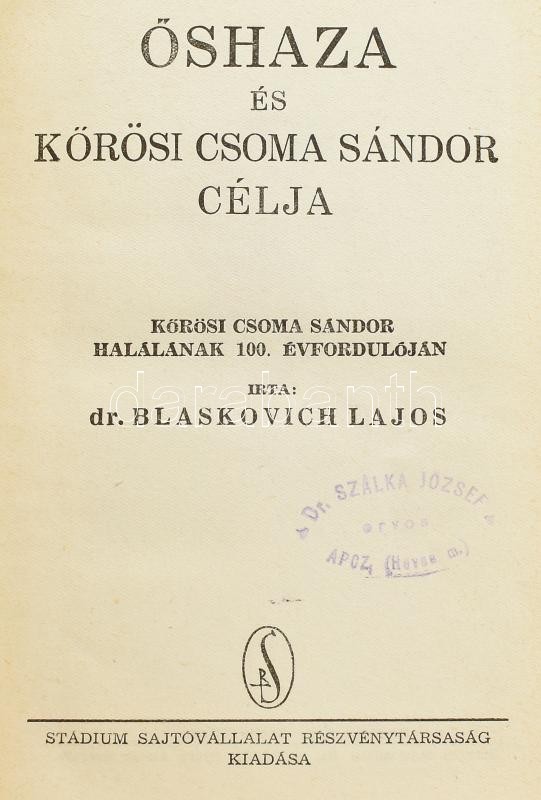 ŐSHAZA
ÉS
KŐRÖSI CSOMA SÁNDOR
CÉLJA
KŐRÖSI CSOMA SÁNDOR
HALÁLÁNAK 100. ÉVFORDULÓJÁN
IRTA:
darabanth
dr. BLASKOVICH LAJOS
Dr. SZÁLKA JÓZSEF
orvos
APCZ, (Heves m.)
STÁDIUM SAJTÓVÁLLALAT RÉSZVÉNYTÁRSASÁG
KIADÁSA